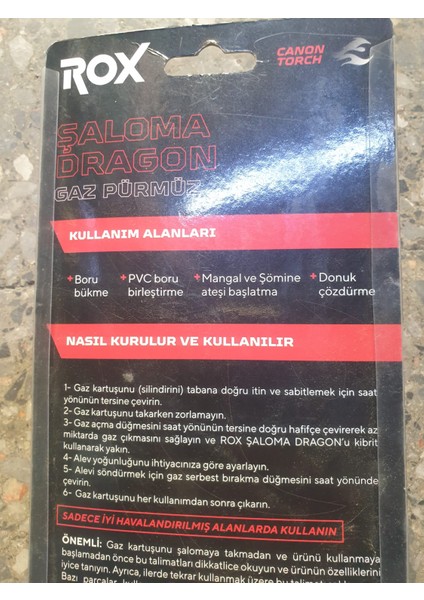 ROX
CANON
TORCH
ŞALOMA
DRAGON
GAZ PÜRMÜZ
KULLANIM ALANLARI
+Boru bükme
+PVC boru birleştirme
+Mangal ve Şömine ateşi başlatma
+Donuk çözdürme
NASIL KURULUR VE KULLANILIR
1- Gaz kartuşunu (silindirini) tabana doğru itin ve sabitlemek için saat
yönünün tersine çevirin.
2- Gaz kartuşunu takarken zorlamayın.
3- Gaz açma düğmesini saat yönünün tersine doğru hafifçe çevirerek az
miktarda gaz çıkmasını sağlayın ve ROX ŞALOMA DRAGON'u kibrit
kullanarak yakın.
4- Alev yoğunluğunu ihtiyacınıza göre ayarlayın.
5- Alevi söndürmek için gaz serbest bırakma düğmesini saat yönünde
çevirin.
6- Gaz kartuşunu her kullanımdan sonra çıkarın.
SADECE İYİ HAVALANDIRILMIŞ ALANLARDA KULLANIN
ÖNEMLİ: Gaz kartuşunu şalomaya takmadan ve ürünü kullanmaya
başlamadan önce bu talimatları dikkatlice okuyun ve ürünün özelliklerini
iyice tanıyın. Ayrıca, ilerde tekrar kullanmak üzere bu
Bazı parçalar